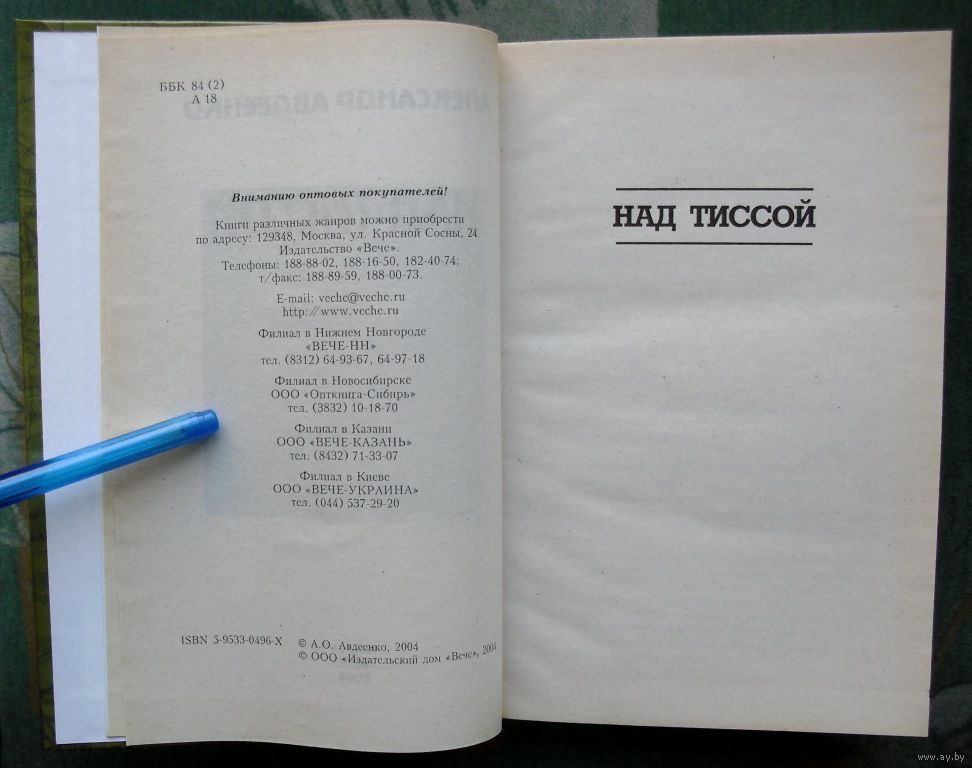 ББК 84 (2)
А 18
АЛЕКСАНДР АВДЕЕНКО
Вниманию оптовых покупателей!
Книги различных жанров можно приобрести
по адресу: 129348, Москва, ул. Красной Сосны, 24.
Издательство «Вече».
Телефоны: 188-88-02, 188-16-50, 182-40-74;
т/факс: 188-89-59, 188-00-73.
E-mail: veche@veche.ru
http://www.veche.ru
Филиал в Нижнем Новгороде
«ВЕЧЕ-НН»
тел. (8312) 64-93-67, 64-97-18
Филиал в Новосибирске
ООО «Опткнига-Сибирь»
тел. (3832) 10-18-70
Филиал в Казани
ООО «ВЕЧЕ-КАЗАНЬ»
тел. (8432) 71-33-07
Филиал в Киеве
ООО «ВЕЧЕ-УКРАИНА»
тел. (044) 537-29-20
ISBN 5-9533-0496-X
© А.О. Авдеенко, 2004
© ООО «Издательский дом «Вече», 2004
2004
НАД ТИССОЙ
www.ay.by